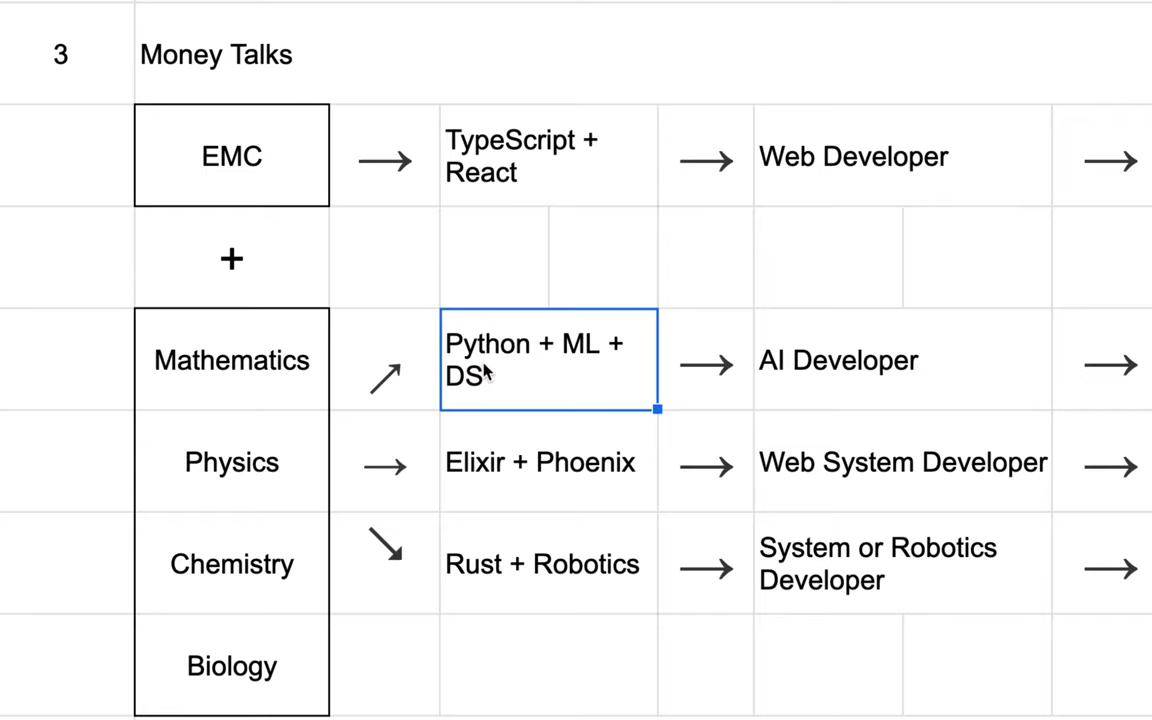 3 Money Talks
EMC → TypeScript +
React → Web Developer →
+
Mathematics ↗ Python + ML +
DS → AI Developer →
Physics → Elixir + Phoenix → Web System Developer →
Chemistry ↘ Rust + Robotics → System or Robotics
Developer →
Biology